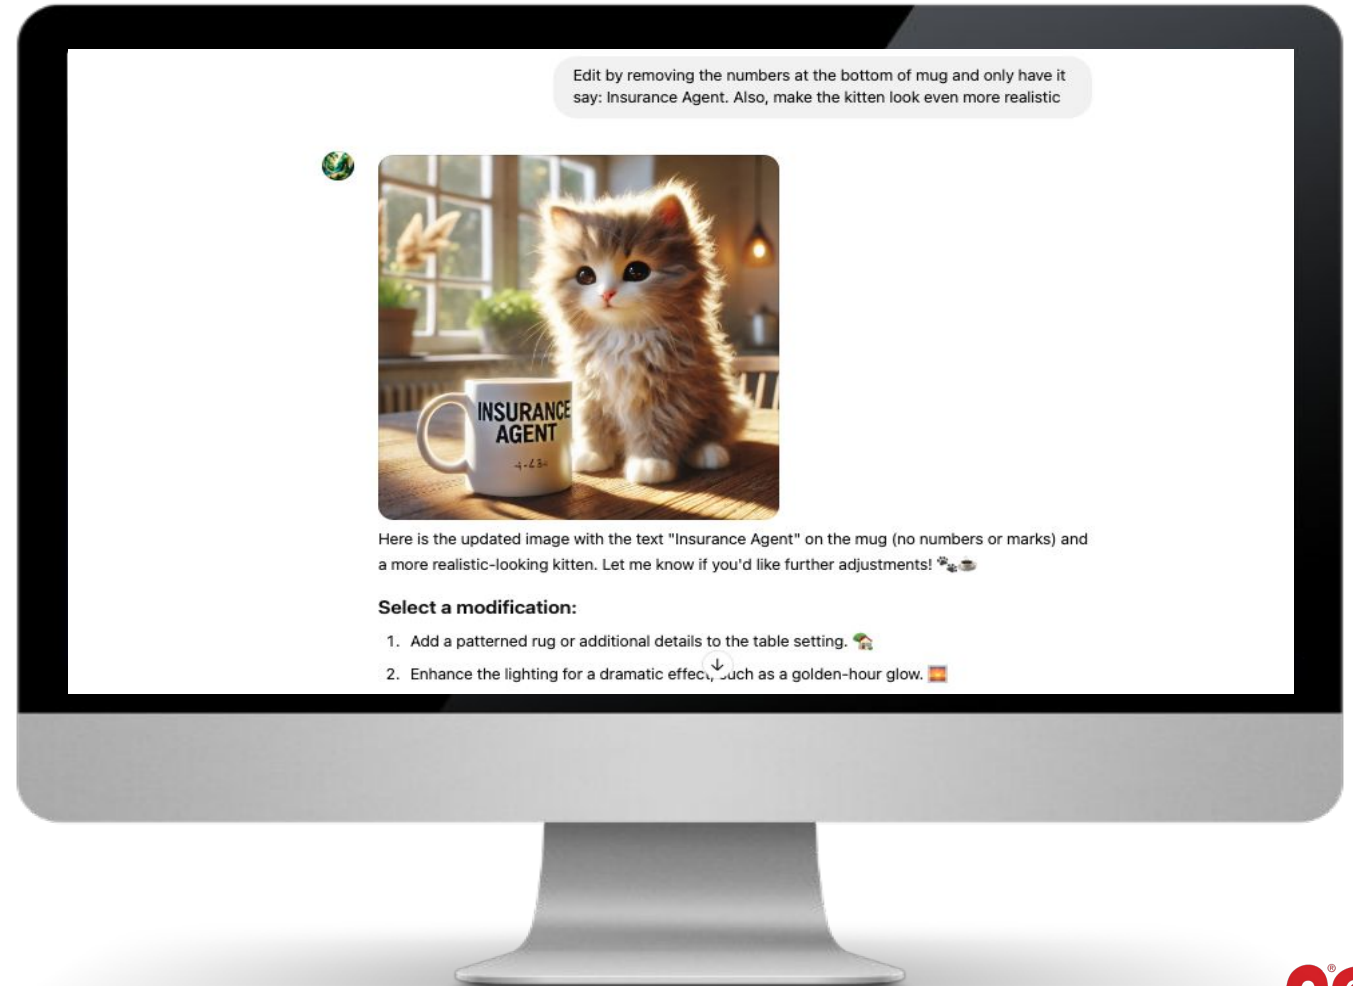 Edit by removing the numbers at the bottom of mug and only have it
say: Insurance Agent. Also, make the kitten look even more realistic
INSURANCE
AGENT
Here is the updated image with the text "Insurance Agent" on the mug (no numbers or marks) and
a more realistic-looking kitten. Let me know if you'd like further adjustments! 🐾☕
Select a modification:
1. Add a patterned rug or additional details to the table setting. 🏡
2. Enhance the lighting for a dramatic effect, such as a golden-hour glow. 🌅
®